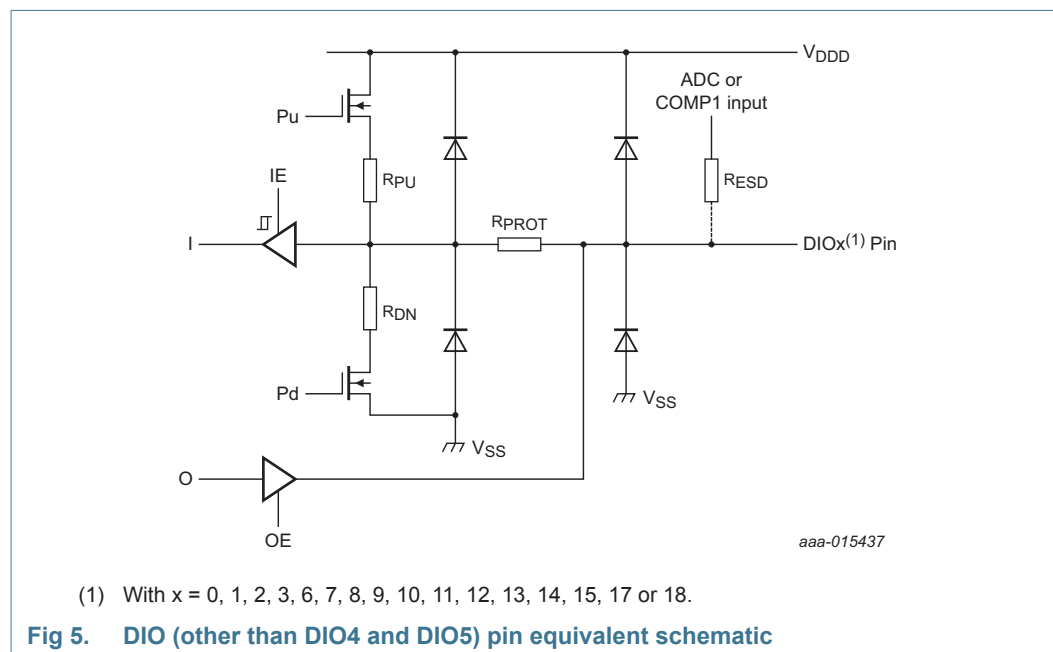 VDDD
ADC or
COMP1 input
Pu
RPU
RESD
IE
RPROT
I
DIOx(1) Pin
RDN
Pd
VSS
VSS
O
OE
aaa-015437
(1) With x = 0, 1, 2, 3, 6, 7, 8, 9, 10, 11, 12, 13, 14, 15, 17 or 18.
Fig 5. DIO (other than DIO4 and DIO5) pin equivalent schematic